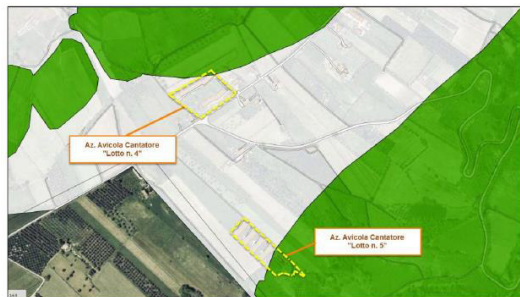 Az. Avicola Cantatore
"Lotto n. 4"
Az. Avicola Cantatore
"Lotto n. 5"